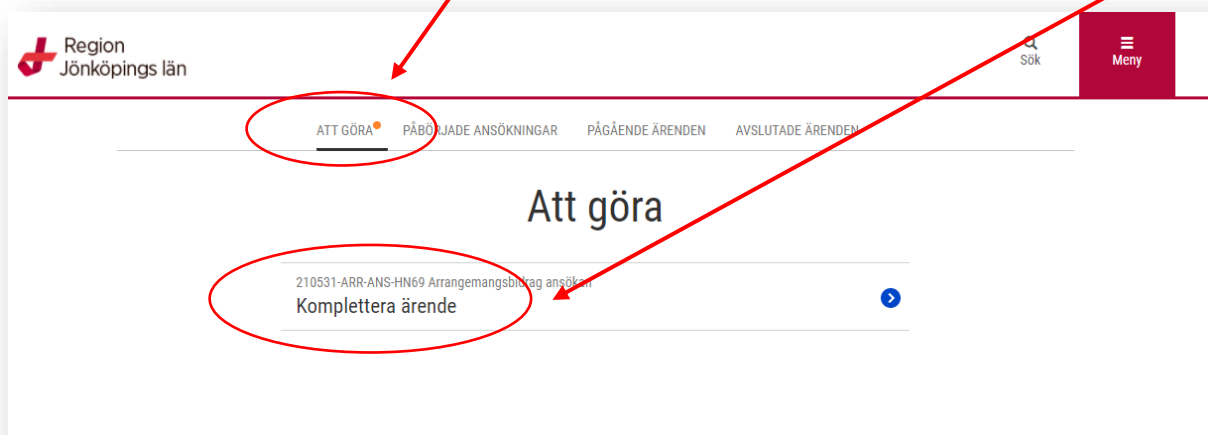 Region
Jönköpings län
Sök
Meny
ATT GÖRA PÅBÖRJADE ANSÖKNINGAR PÅGÅENDE ÄRENDEN AVSLUTADE ÄRENDEN
Att göra
210531-ARR-ANS-HN69 Arrangemangsbidrag ansökan
Komplettera ärende